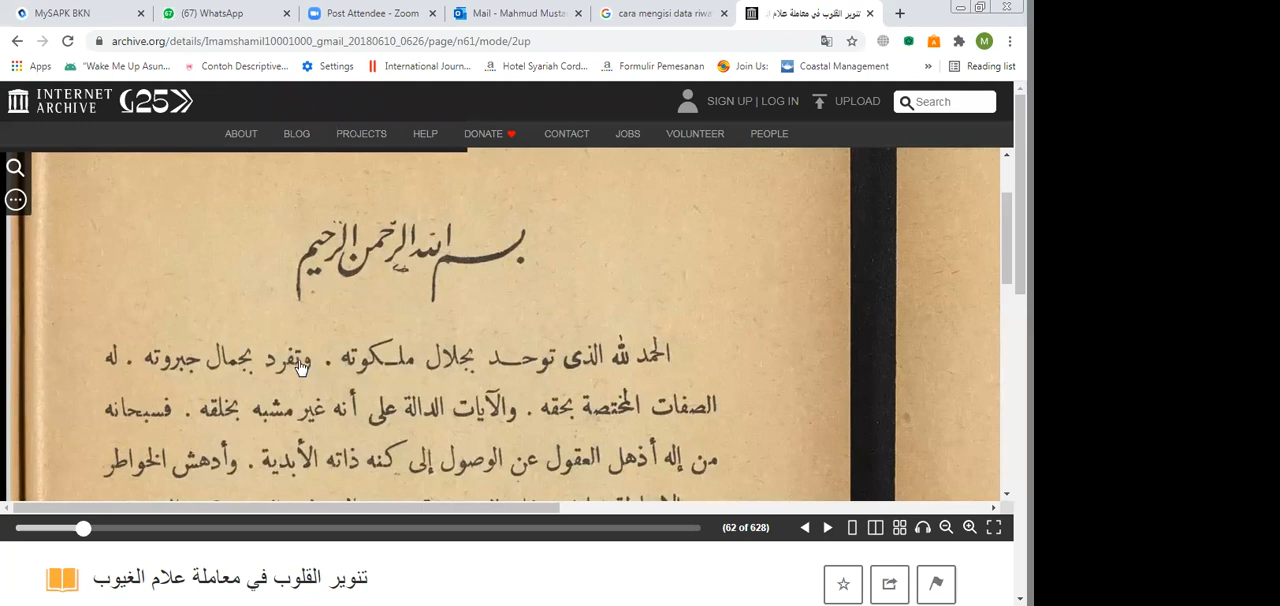 MySAPK BKN
(67) WhatsApp
Post Attendee - Zoom
Mail - Mahmud Musta
cara mengisi data riwa
تنوير القلوب في معاملة علام ا
archive.org/details/Imamshamil10001000_gmail_20180610_0626/page/n61/mode/2up
M
Apps
"Wake Me Up Asun...
Contoh Descriptive...
Settings
International Journ...
Hotel Syariah Cord...
Formulir Pemesanan
Join Us:
Coastal Management
»
Reading list
INTERNET
ARCHIVE
25
SIGN UP | LOG IN
UPLOAD
Search
ABOUT
BLOG
PROJECTS
HELP
DONATE
CONTACT
JOBS
VOLUNTEER
PEOPLE
بسم الله الرحمن الرحيم
الحمد لله الذى توحد بجلال ملكوته . وتفرد بجمال جبروته . له
الصفات المختصة بحقه . والآيات الدالة على أنه غير مشبه بخلقه . فسبحانه
من إله أذهل العقول عن الوصول إلى كنه ذاته الأبدية . وأدهش الخواطر
(62 of 628)
تنوير القلوب في معاملة علام الغيوب